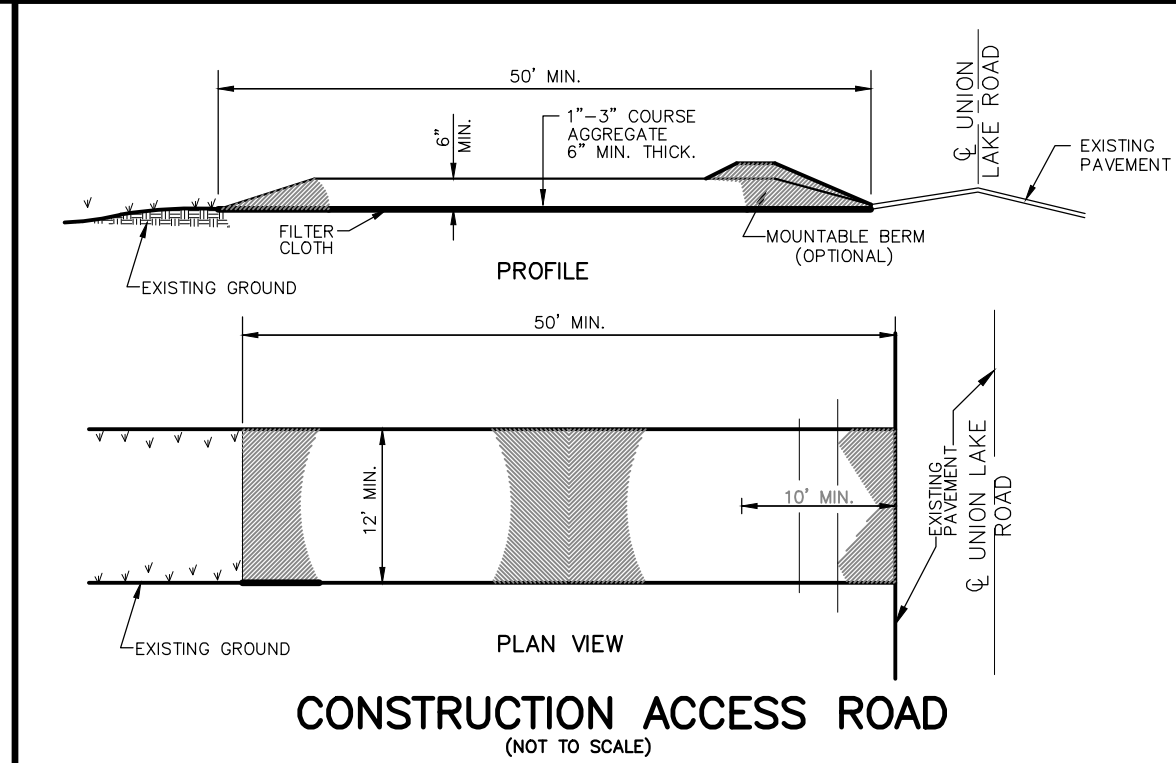 50' MIN.
6"
MIN.
1"-3" COURSE
AGGREGATE
6" MIN. THICK.
℄ UNION
LAKE ROAD
EXISTING
PAVEMENT
FILTER
CLOTH
MOUNTABLE BERM
(OPTIONAL)
EXISTING GROUND
PROFILE
50' MIN.
12' MIN.
10' MIN.
EXISTING
PAVEMENT
℄ UNION LAKE
ROAD
EXISTING GROUND
PLAN VIEW
CONSTRUCTION ACCESS ROAD
(NOT TO SCALE)